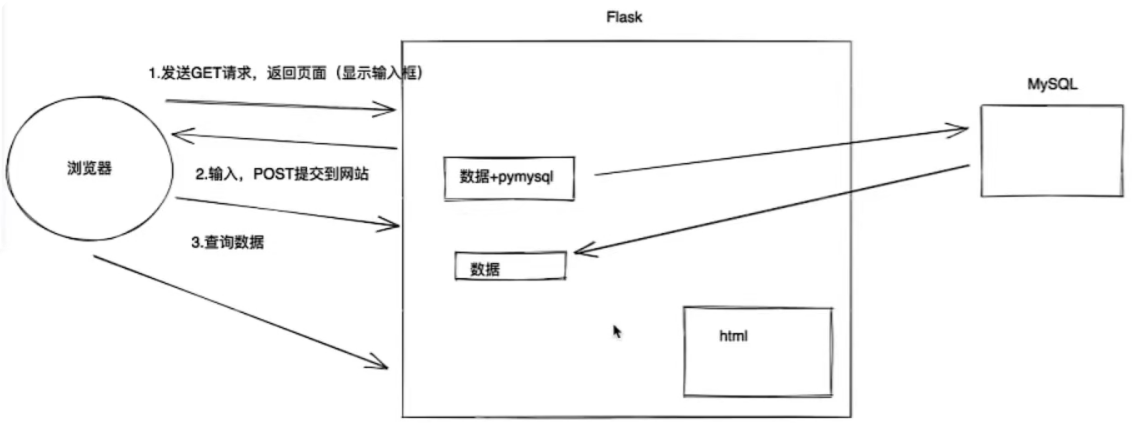 Flask
1.发送GET请求，返回页面（显示输入框）
MySQL
浏览器
2.输入，POST提交到网站
数据+pymysql
3.查询数据
数据
html